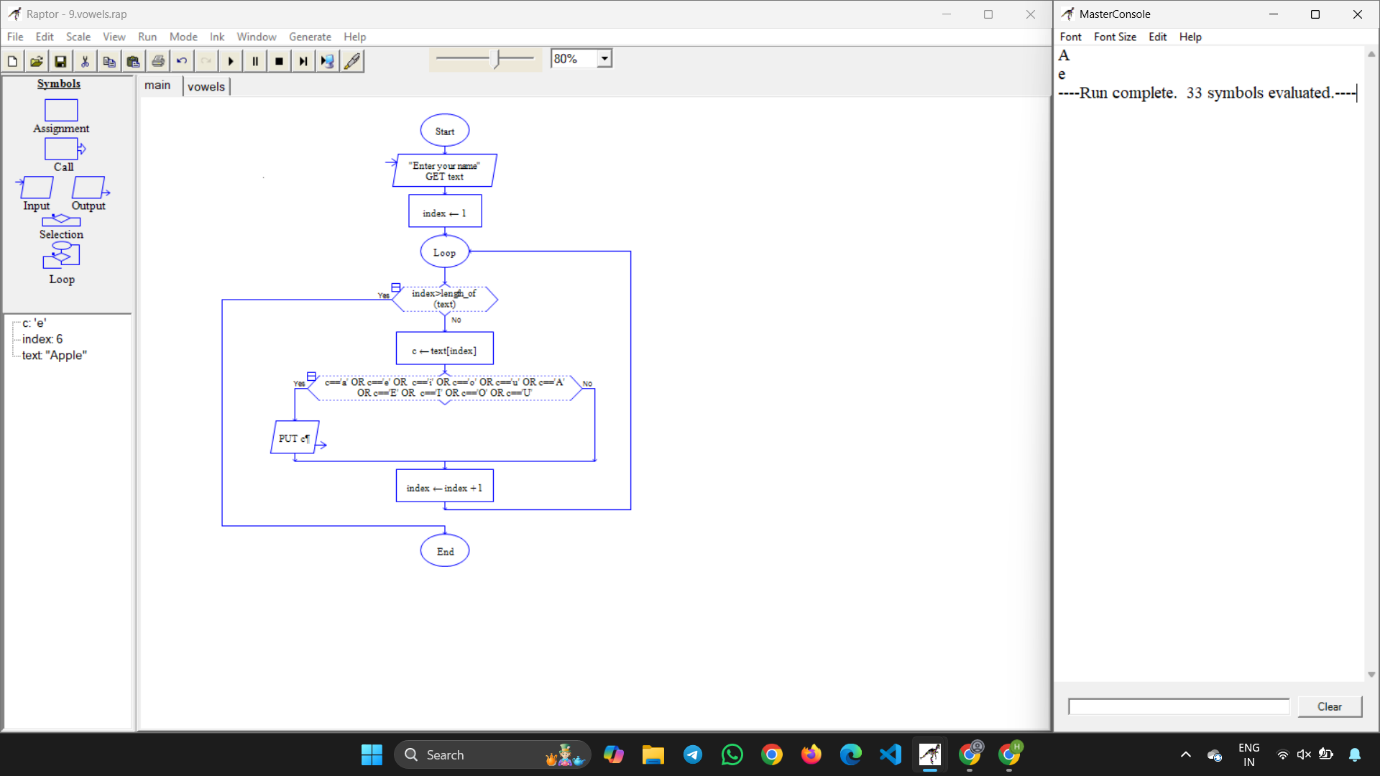 Raptor - 9.vowels.rap
File Edit Scale View Run Mode Ink Window Generate Help
80%
Symbols
Assignment
Call
Input Output
Selection
Loop
c: 'e'
index: 6
text: "Apple"
main vowels
Start
"Enter your name"
GET text
index ← 1
Loop
Yes
index>length_of
(text)
No
c ← text[index]
Yes
c=='a' OR c=='e' OR c=='i' OR c=='o' OR c=='u' OR c=='A'
OR c=='E' OR c=='I' OR c=='O' OR c=='U'
No
PUT c¶
index ← index + 1
End
MasterConsole
Font Font Size Edit Help
A
e
----Run complete. 33 symbols evaluated.----
Clear
Search
H
ENG
IN